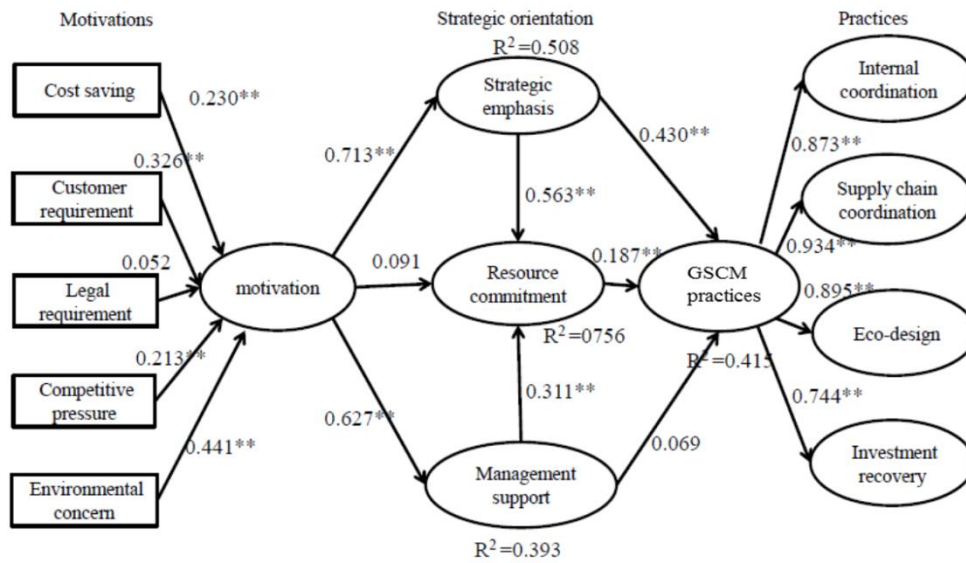 Motivations
Strategic orientation
Practices
R²=0.508
Cost saving
0.230**
Strategic
emphasis
Internal
coordination
0.326**
0.713**
0.430**
0.873**
Customer
requirement
0.563**
Supply chain
coordination
0.052
0.091
0.187**
0.934**
Legal
requirement
motivation
Resource
commitment
GSCM
practices
0.895**
Eco-design
R²=0756
R²=0.415
0.213**
Competitive
pressure
0.311**
0.744**
0.627**
0.441**
0.069
Environmental
concern
Management
support
Investment
recovery
R²=0.393